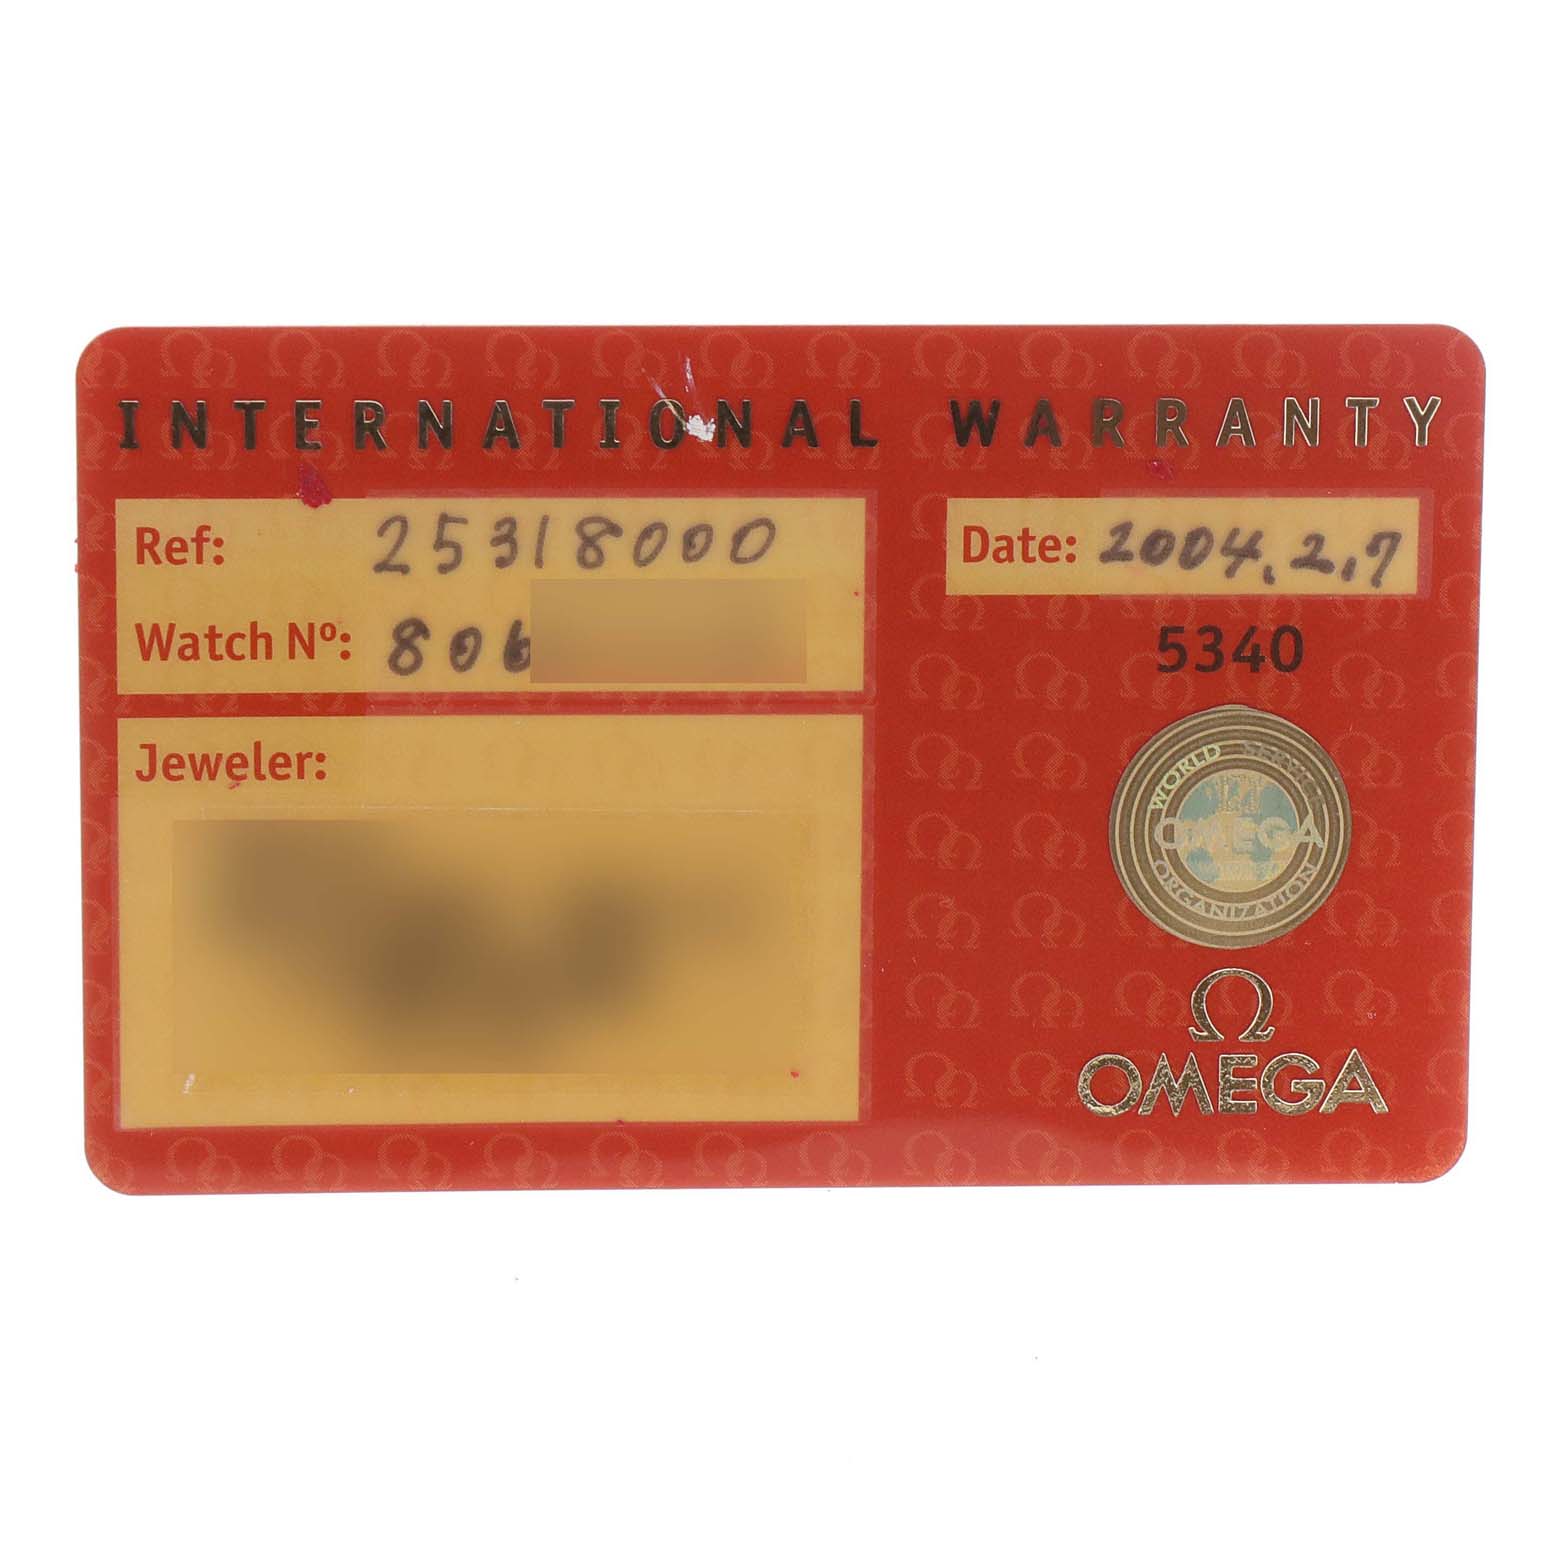 INTERNATIONAL WARRANTY
Ref: 25318000
Date: 2004.2.7
Watch Nº: 806
5340
Jeweler:
WORLD SERVICE
OMEGA
ORGANIZATION
Ω
OMEGA